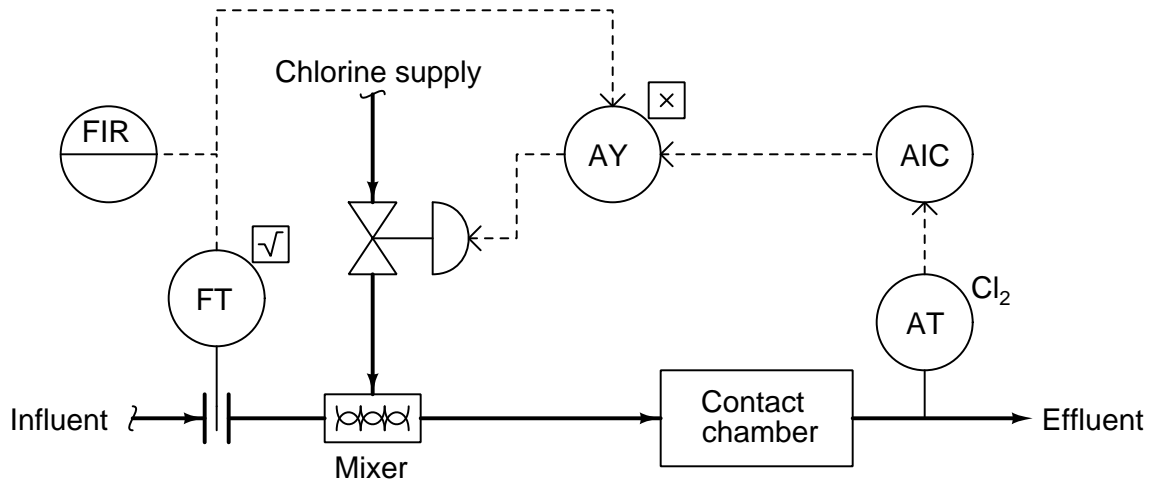 Chlorine supply
×
FIR
AY
AIC
√
FT
Cl₂
AT
Influent
Contact
chamber
Effluent
Mixer